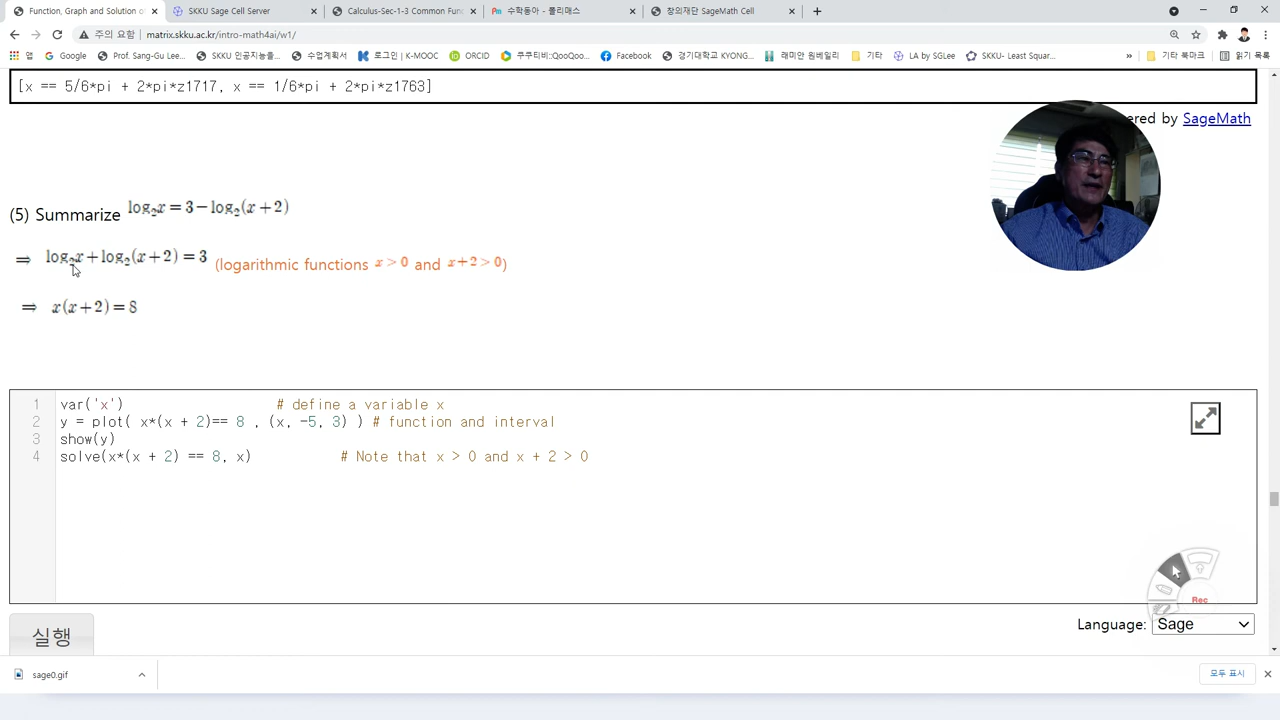 Function, Graph and Solution of
SKKU Sage Cell Server
Calculus-Sec-1-3 Common Func
수학동아 - 폴리매스
창의재단 SageMath Cell
주의 요함 | matrix.skku.ac.kr/intro-math4ai/w1/
앱
Google
Prof. Sang-Gu Lee...
SKKU 인공지능솔...
수업계획서
로그인 | K-MOOC
ORCID
쿠쿠티비::QooQoo...
Facebook
경기대학교 KYONG...
래미안 원베일리
기타
LA by SGLee
SKKU- Least Squar...
»
기타 북마크
읽기 목록
[x == 5/6*pi + 2*pi*z1717, x == 1/6*pi + 2*pi*z1763]
ered by SageMath
(5) Summarize log₂x = 3 − log₂(x + 2)
⇒ log₂x + log₂(x + 2) = 3 (logarithmic functions x > 0 and x + 2 > 0)
⇒ x(x + 2) = 8
1 var('x') # define a variable x
2 y = plot( x*(x + 2)== 8 , (x, -5, 3) ) # function and interval
3 show(y)
4 solve(x*(x + 2) == 8, x) # Note that x > 0 and x + 2 > 0
Rec
실행
Language: Sage
sage0.gif
모두 표시